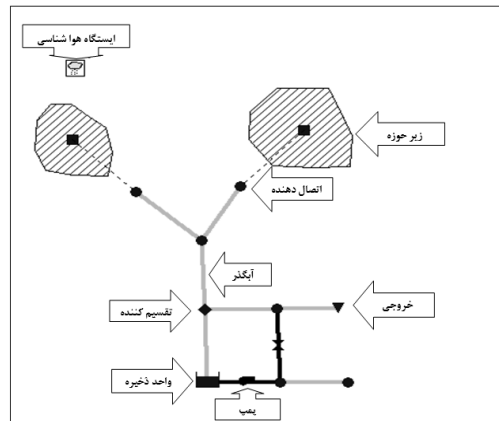 ایستگاه هوا شناسی
زیر حوزه
اتصال دهنده
آبگذر
تقسیم کننده
خروجی
واحد ذخیره
پمپ